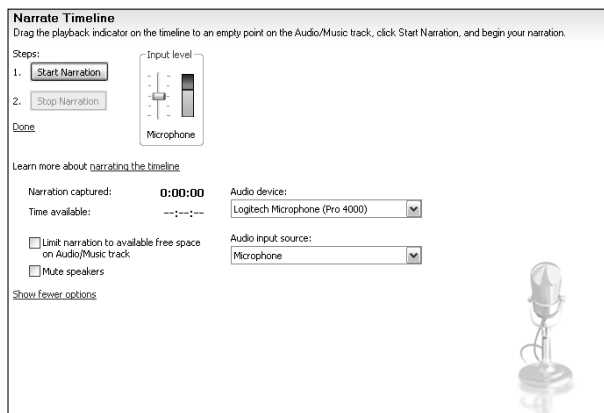 Narrate Timeline
Drag the playback indicator on the timeline to an empty point on the Audio/Music track, click Start Narration, and begin your narration.
Steps:
1. Start Narration
2. Stop Narration
Done
Input level
Microphone
Learn more about narrating the timeline
Narration captured: 0:00:00
Time available: --:--:--
Limit narration to available free space
on Audio/Music track
Mute speakers
Show fewer options
Audio device:
Logitech Microphone (Pro 4000)
Audio input source:
Microphone